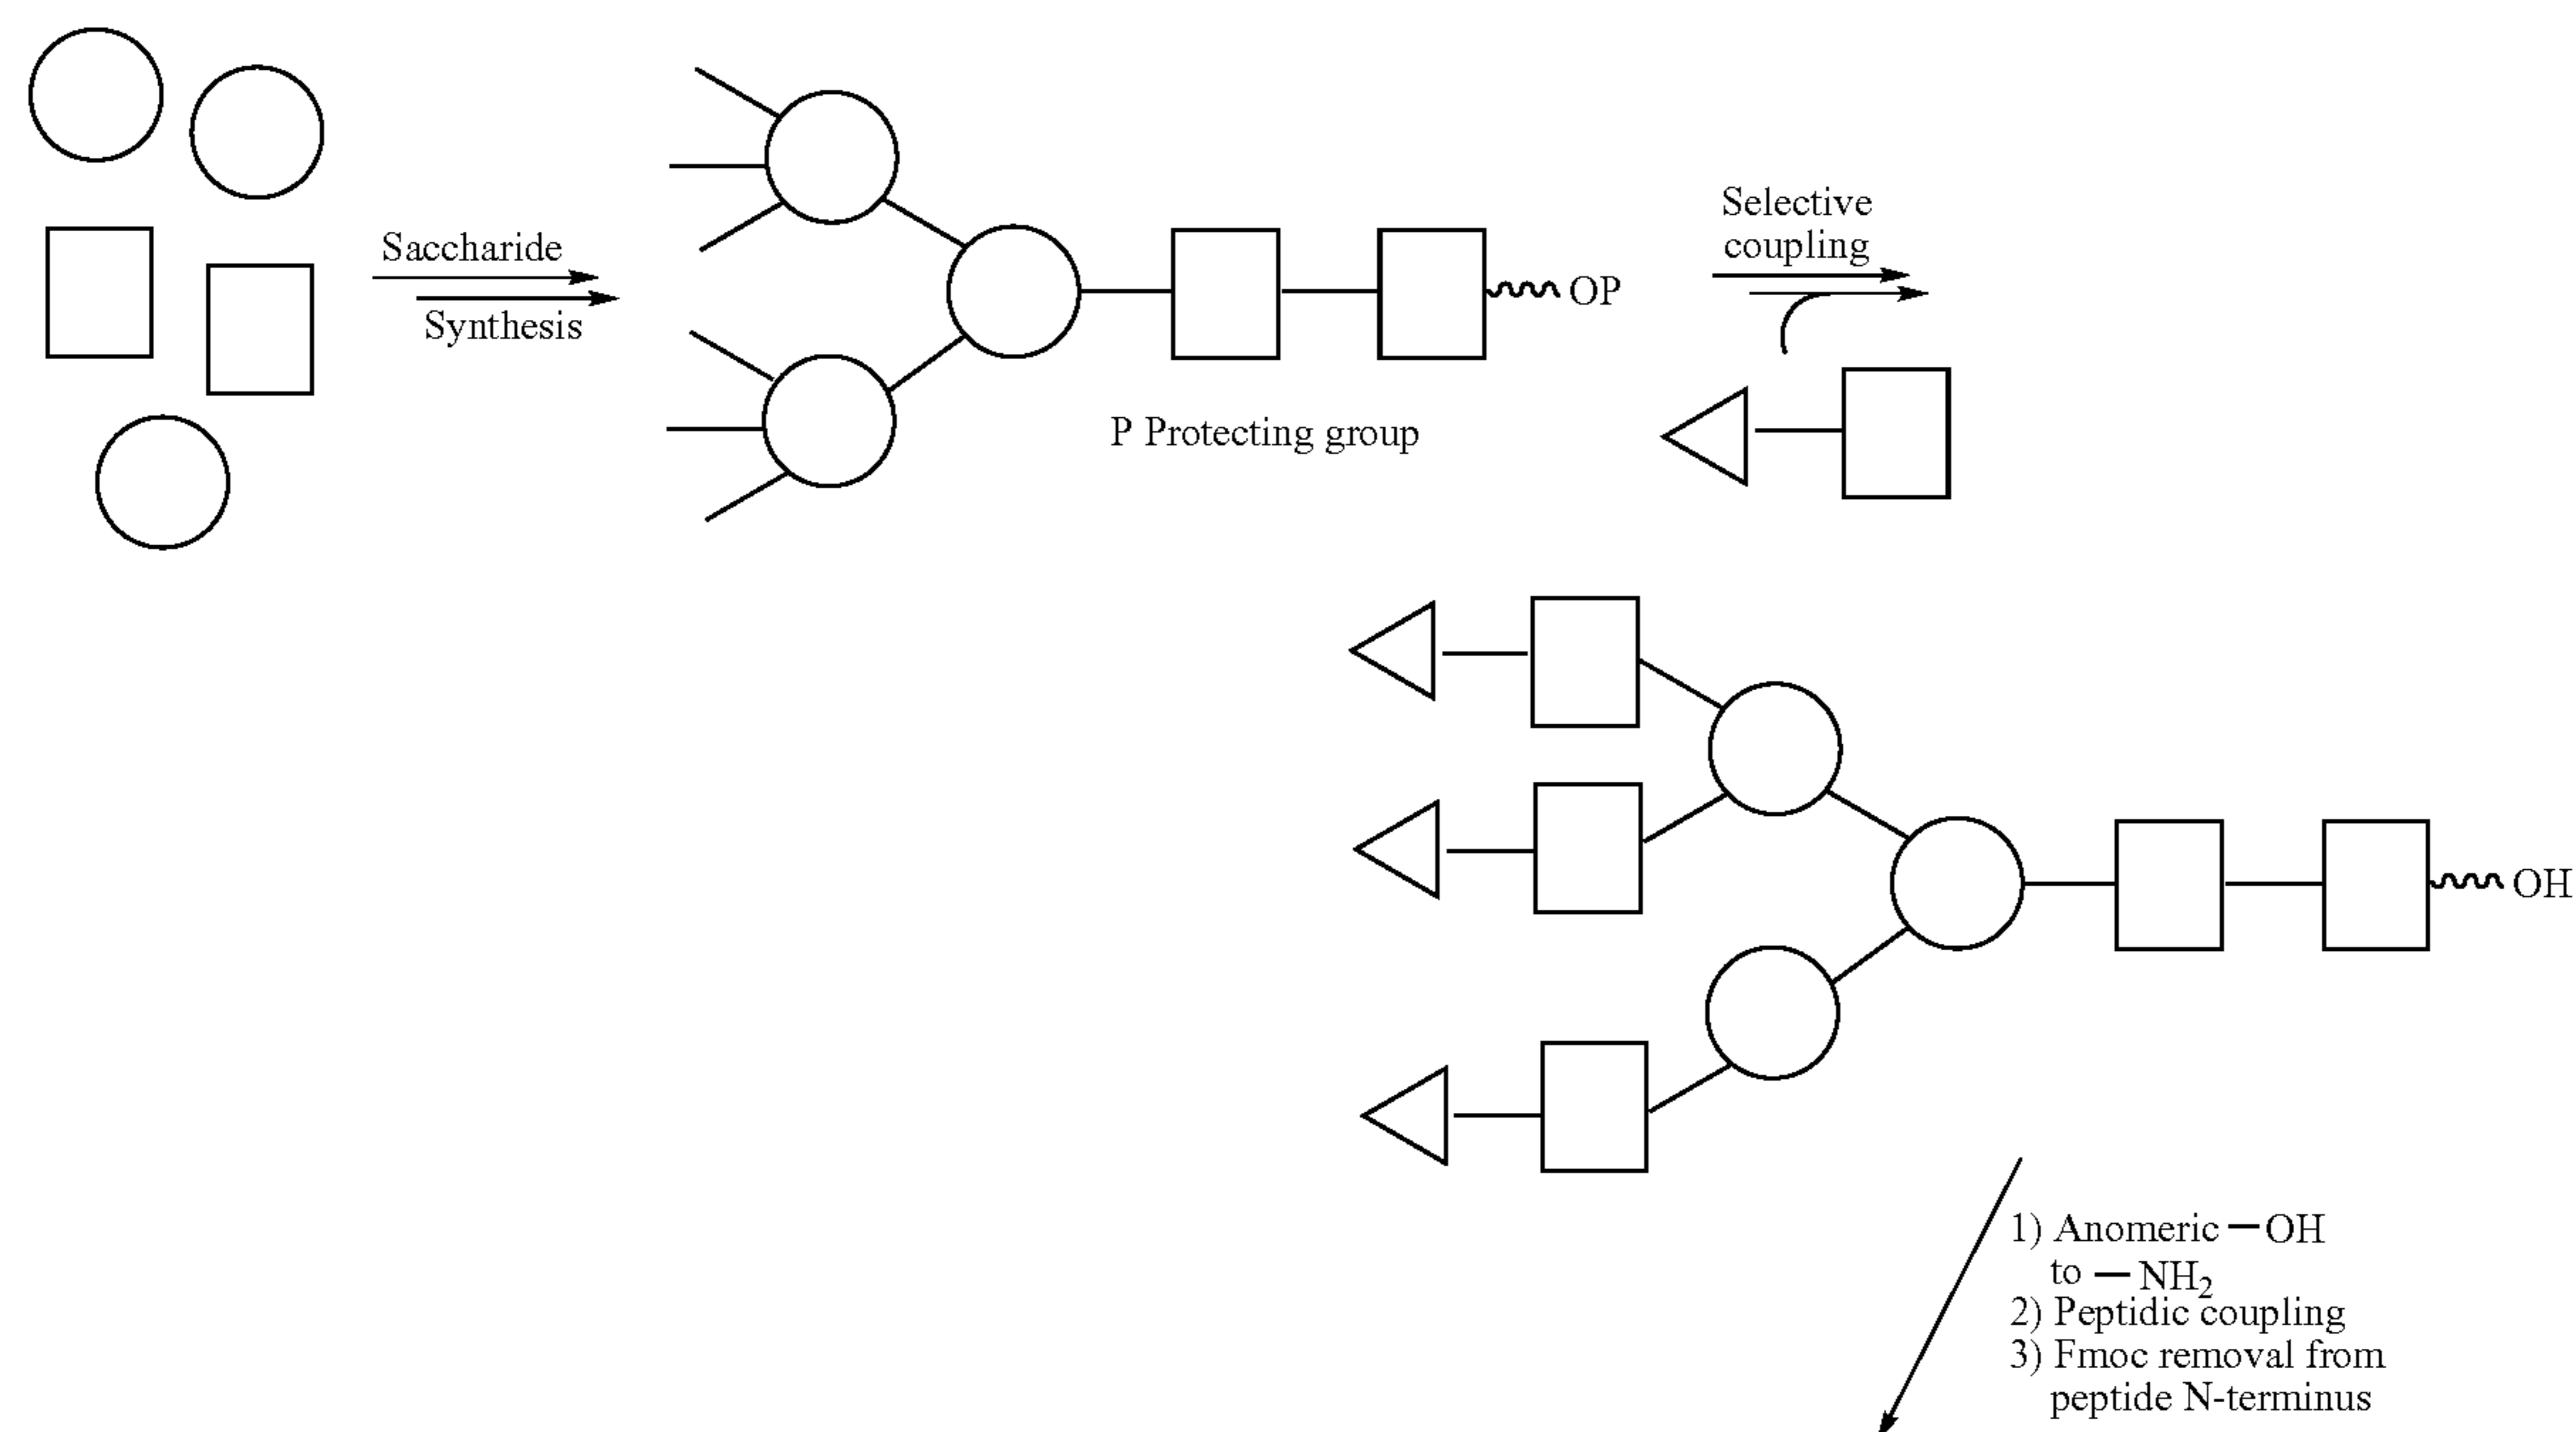 Saccharide
Synthesis
OP
P Protecting group
Selective
coupling
OH
1) Anomeric — OH
to — NH₂
2) Peptidic coupling
3) Fmoc removal from
peptide N-terminus